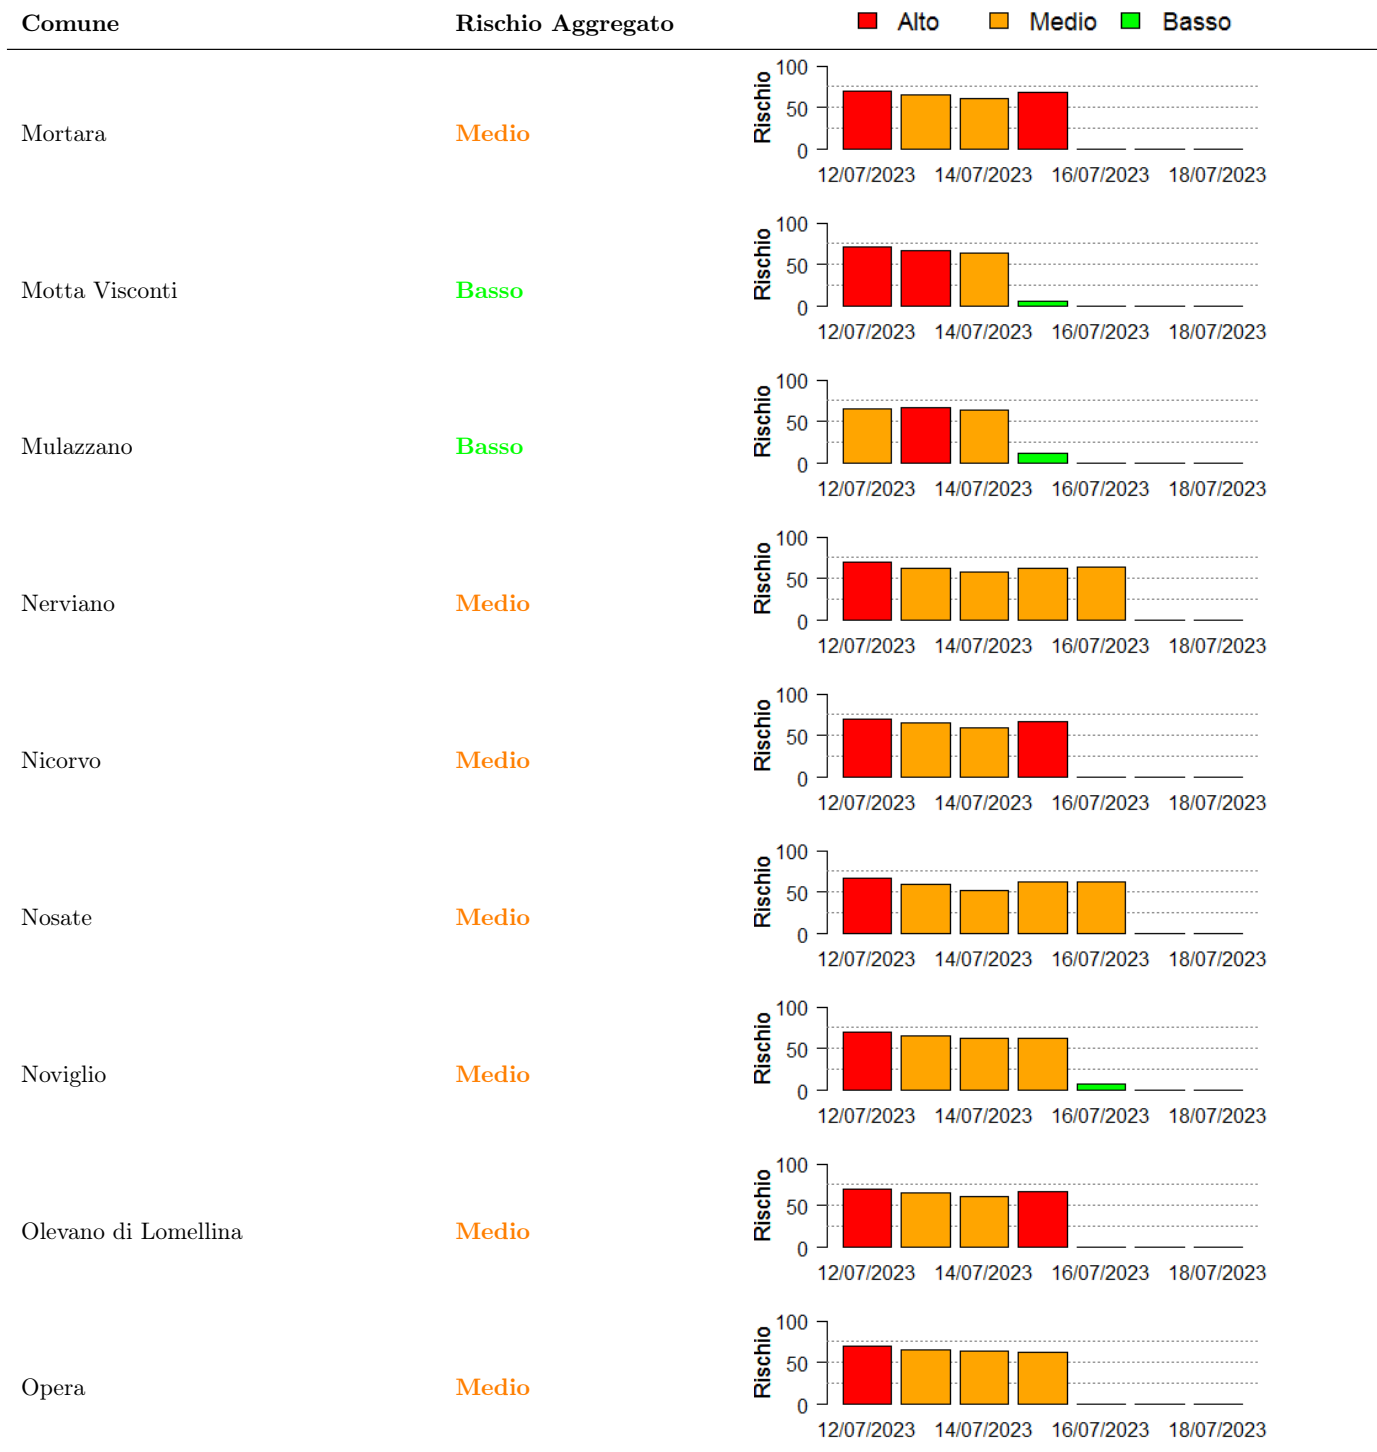 Comune Rischio Aggregato Alto Medio Basso
100
Rischio
50
Mortara Medio
0
12/07/2023 14/07/2023 16/07/2023 18/07/2023
100
Rischio
50
Motta Visconti Basso
0
12/07/2023 14/07/2023 16/07/2023 18/07/2023
100
Rischio
50
Mulazzano Basso
0
12/07/2023 14/07/2023 16/07/2023 18/07/2023
100
Rischio
50
Nerviano Medio
0
12/07/2023 14/07/2023 16/07/2023 18/07/2023
100
Rischio
50
Nicorvo Medio
0
12/07/2023 14/07/2023 16/07/2023 18/07/2023
100
Rischio
50
Nosate Medio
0
12/07/2023 14/07/2023 16/07/2023 18/07/2023
100
Rischio
50
Noviglio Medio
0
12/07/2023 14/07/2023 16/07/2023 18/07/2023
100
Rischio
50
Olevano di Lomellina Medio
0
12/07/2023 14/07/2023 16/07/2023 18/07/2023
100
Rischio
50
Opera Medio
0
12/07/2023 14/07/2023 16/07/2023 18/07/2023